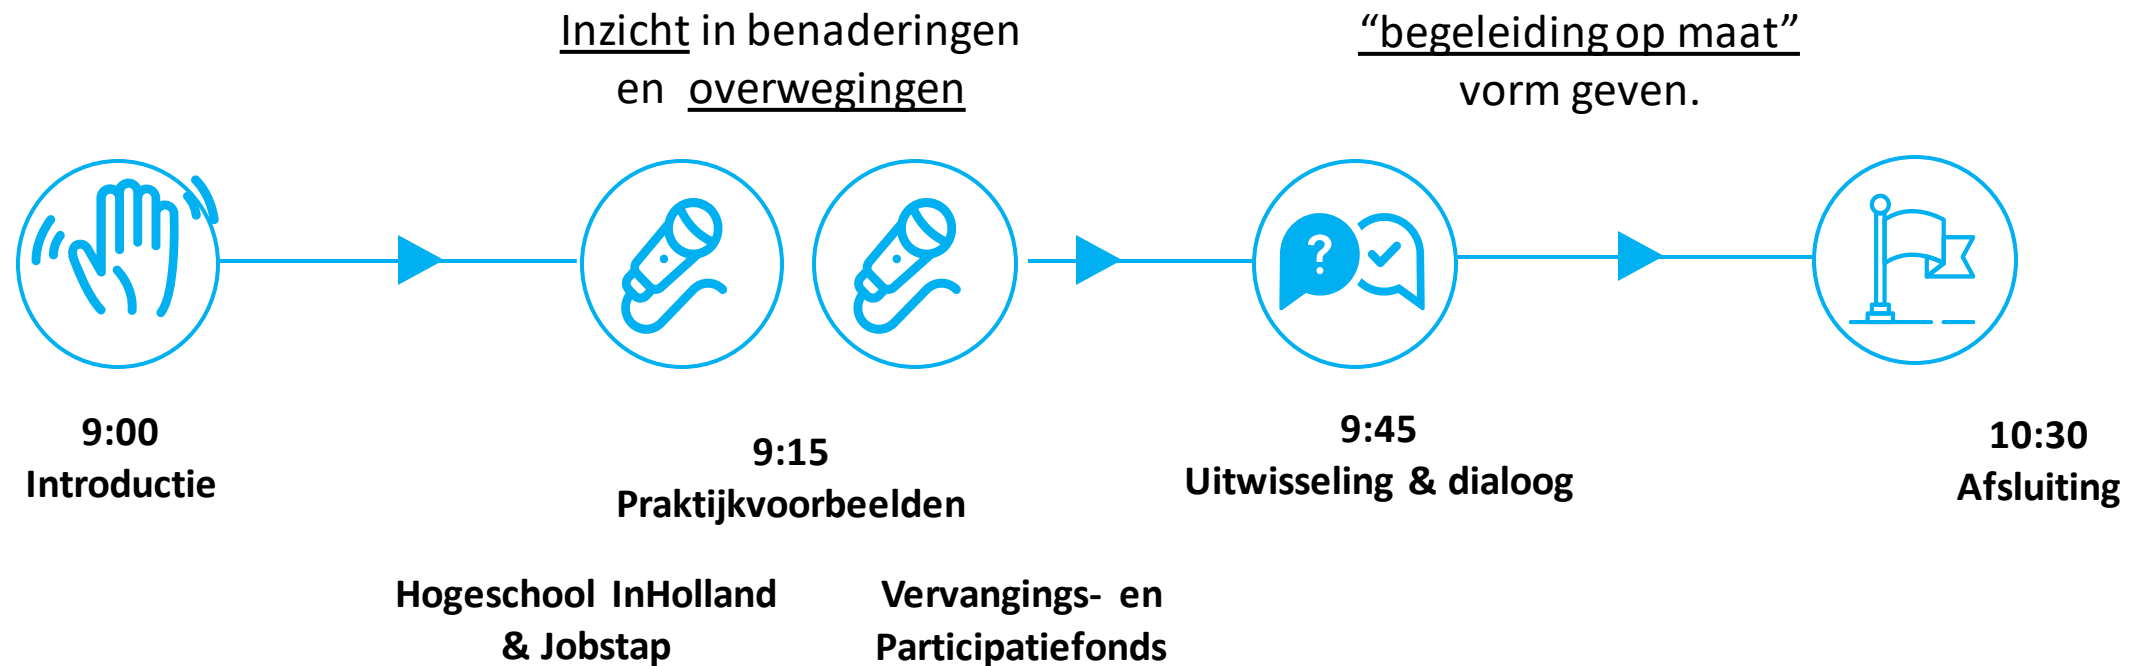 Inzicht in benaderingen
en overwegingen
“begeleiding op maat”
vorm geven.
?
9:00
Introductie
9:15
Praktijkvoorbeelden
9:45
Uitwisseling & dialoog
10:30
Afsluiting
Hogeschool InHolland
& Jobstap
Vervangings- en
Participatiefonds